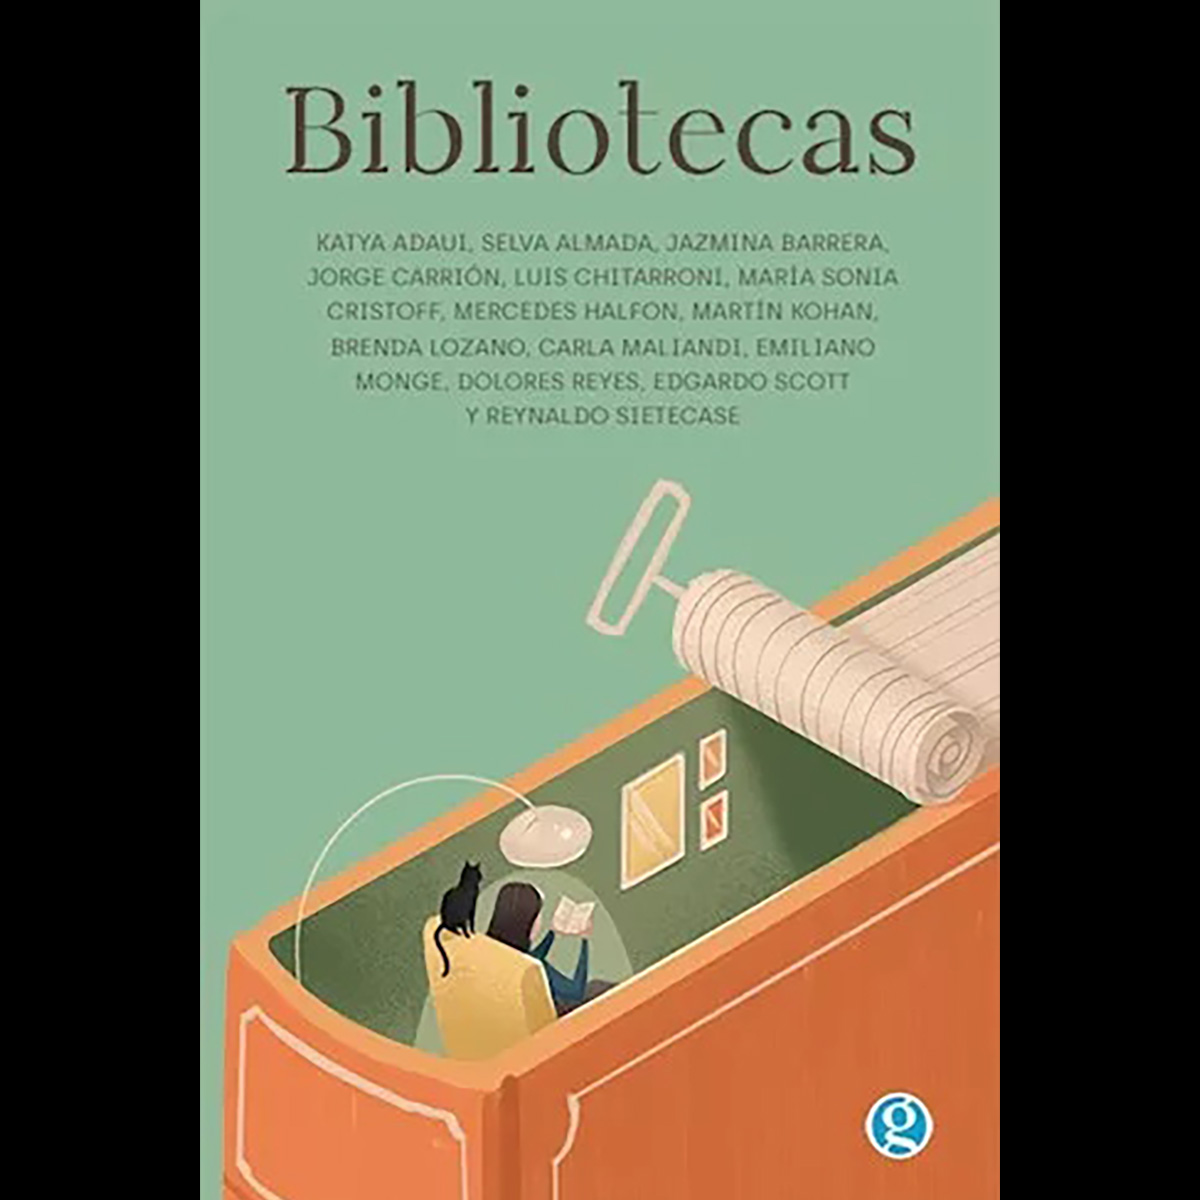 Bibliotecas
KATYA ADAUI, SELVA ALMADA, JAZMINA BARRERA,
JORGE CARRIÓN, LUIS CHITARRONI, MARÍA SONIA
CRISTOFF, MERCEDES HALFON, MARTÍN KOHAN,
BRENDA LOZANO, CARLA MALIANDI, EMILIANO
MONGE, DOLORES REYES, EDGARDO SCOTT
Y REYNALDO SIETECASE
g